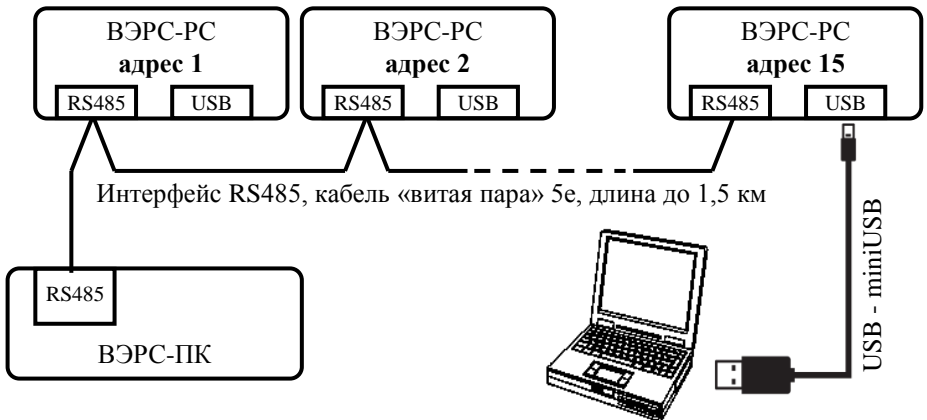 ВЭРС-РС
адрес 1
RS485
USB
ВЭРС-РС
адрес 2
RS485
USB
ВЭРС-РС
адрес 15
RS485
USB
Интерфейс RS485, кабель «витая пара» 5е, длина до 1,5 км
RS485
ВЭРС-ПК
USB - miniUSB